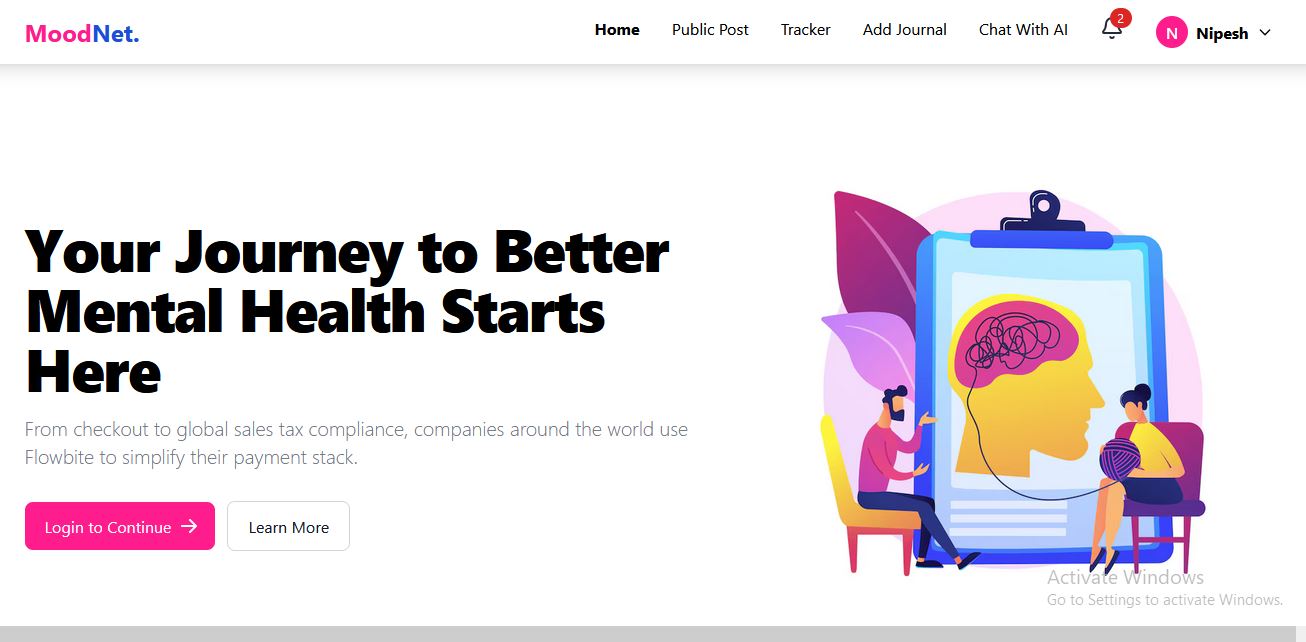 MoodNet.
Home Public Post Tracker Add Journal Chat With AI 2 N Nipesh
Your Journey to Better
Mental Health Starts
Here
From checkout to global sales tax compliance, companies around the world use
Flowbite to simplify their payment stack.
Login to Continue Learn More
Activate Windows
Go to Settings to activate Windows.